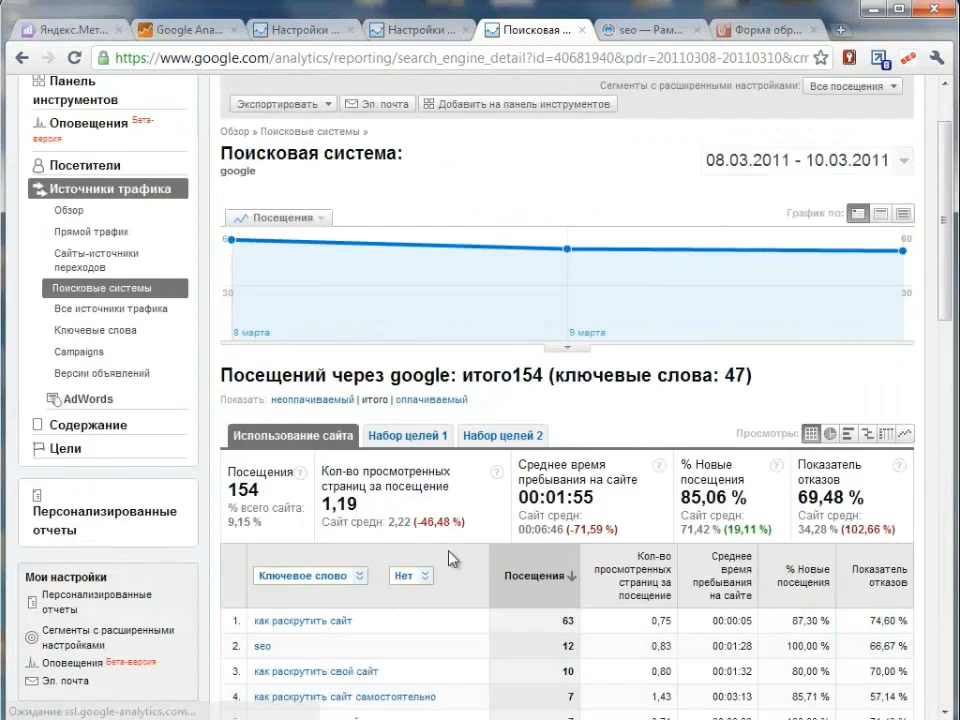 Яндекс.Мет...
Google Ana...
Настройки ...
Настройки ...
Поисковая ...
seo — Рам...
Форма обр...
https://www.google.com/analytics/reporting/search_engine_detail?id=40681940&pdr=20110308-20110310&cm
Панель
инструментов
Оповещения Бета-
версия
Посетители
Источники трафика
Обзор
Прямой трафик
Сайты-источники
переходов
Поисковые системы
Все источники трафика
Ключевые слова
Campaigns
Версии объявлений
AdWords
Содержание
Цели
Персонализированные
отчеты
Мои настройки
Персонализированные
отчеты
Сегменты с расширенными
настройками
Оповещения Бета-версия
Эл. почта
Ожидание ssl.google-analytics.com...
Сегменты с расширенными настройками: Все посещения
Экспортировать Эл. почта Добавить на панель инструментов
Обзор » Поисковые системы »
Поисковая система:
google
08.03.2011 - 10.03.2011
Посещения
График по:
60
30 30
8 марта 9 марта
Посещений через google: итого154 (ключевые слова: 47)
Показать: неоплачиваемый | итого | оплачиваемый
Использование сайта Набор целей 1 Набор целей 2 Просмотры:
Посещения
154
% всего сайта:
9,15 %
Кол-во просмотренных
страниц за посещение
1,19
Сайт средн: 2,22 (-46,48 %)
Среднее время
пребывания на сайте
00:01:55
Сайт средн:
00:06:46 (-71,59 %)
% Новые
посещения
85,06 %
Сайт средн:
71,42 % (19,11 %)
Показатель
отказов
69,48 %
Сайт средн:
34,28 % (102,66 %)
Ключевое слово Нет
Посещения
Кол-во
просмотренных
страниц за
посещение
Среднее
время
пребывания
на сайте
% Новые
посещения
Показатель
отказов
1. как раскрутить сайт 63 0,75 00:00:05 87,30 % 74,60 %
2. seo 12 0,83 00:01:28 100,00 % 66,67 %
3. как раскрутить свой сайт 10 0,80 00:01:32 80,00 % 70,00 %
4. как раскрутить сайт самостоятельно 7 1,43 00:03:13 85,71 % 57,14 %